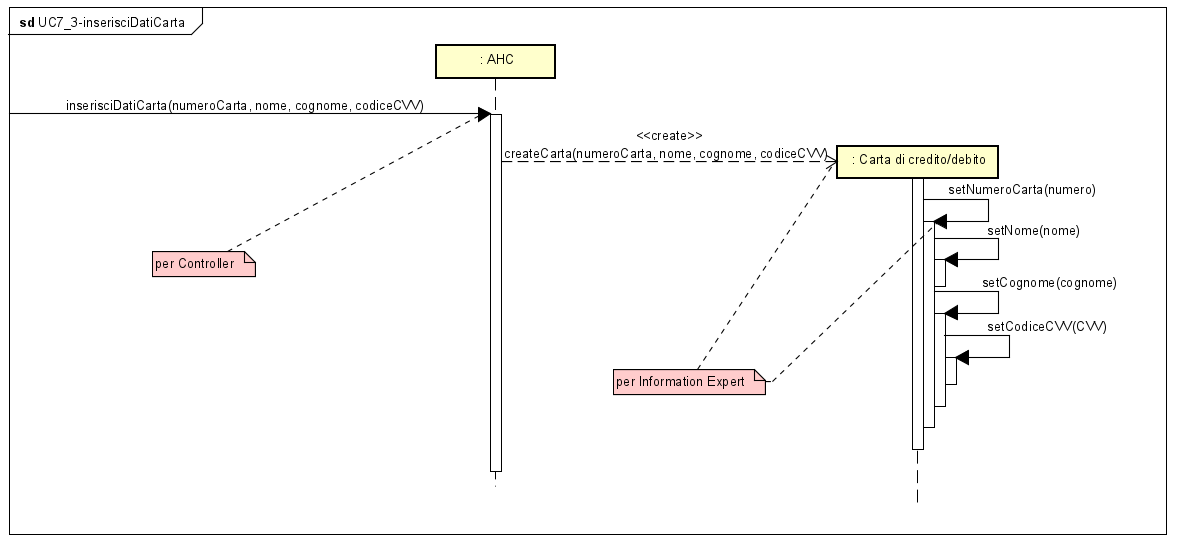 sd UC7_3-inserisciDatiCarta
: AHC
inserisciDatiCarta(numeroCarta, nome, cognome, codiceCVV)
<<create>>
createCarta(numeroCarta, nome, cognome, codiceCVV)
: Carta di credito/debito
setNumeroCarta(numero)
setNome(nome)
per Controller
setCognome(cognome)
setCodiceCVV(CVV)
per Information Expert